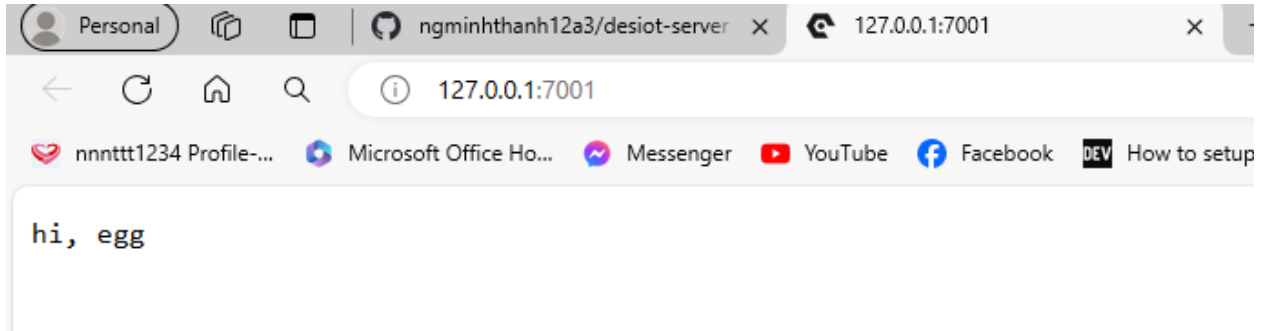 Personal ngminhthanh12a3/desiot-server 127.0.0.1:7001
127.0.0.1:7001
nnnttt1234 Profile-... Microsoft Office Ho... Messenger YouTube Facebook DEV How to setup
hi, egg